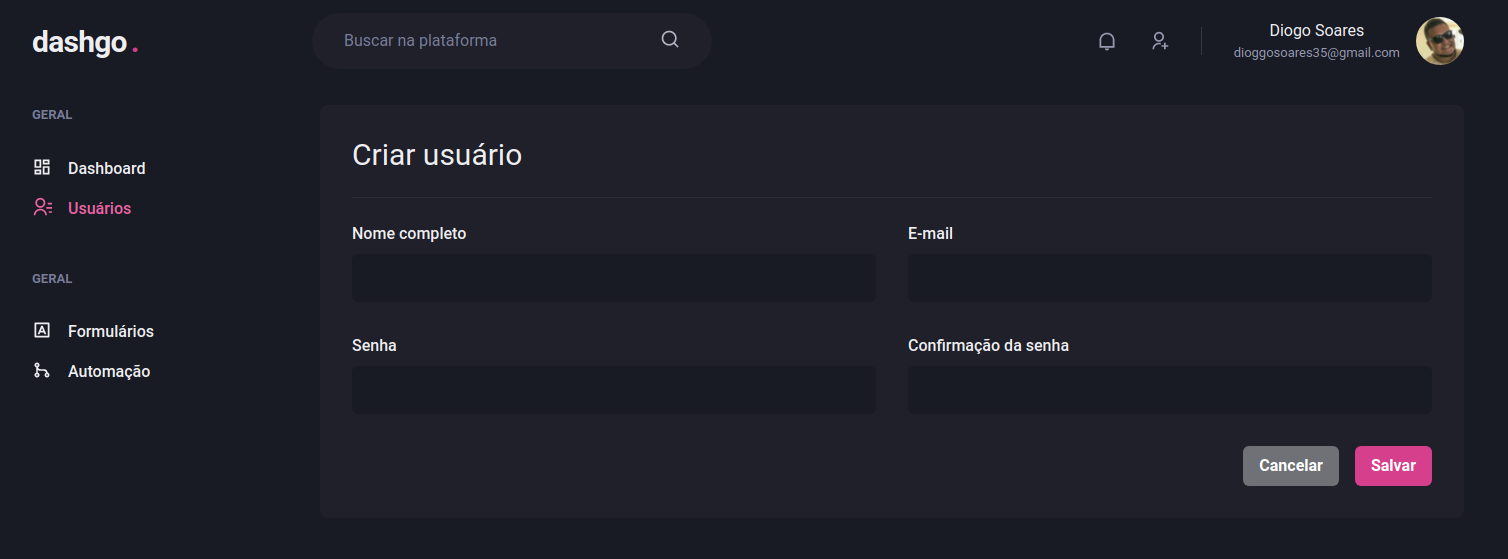 dashgo.
Buscar na plataforma
Diogo Soares
dioggosoares35@gmail.com
GERAL
Dashboard
Usuários
GERAL
Formulários
Automação
Criar usuário
Nome completo
E-mail
Senha
Confirmação da senha
Cancelar
Salvar